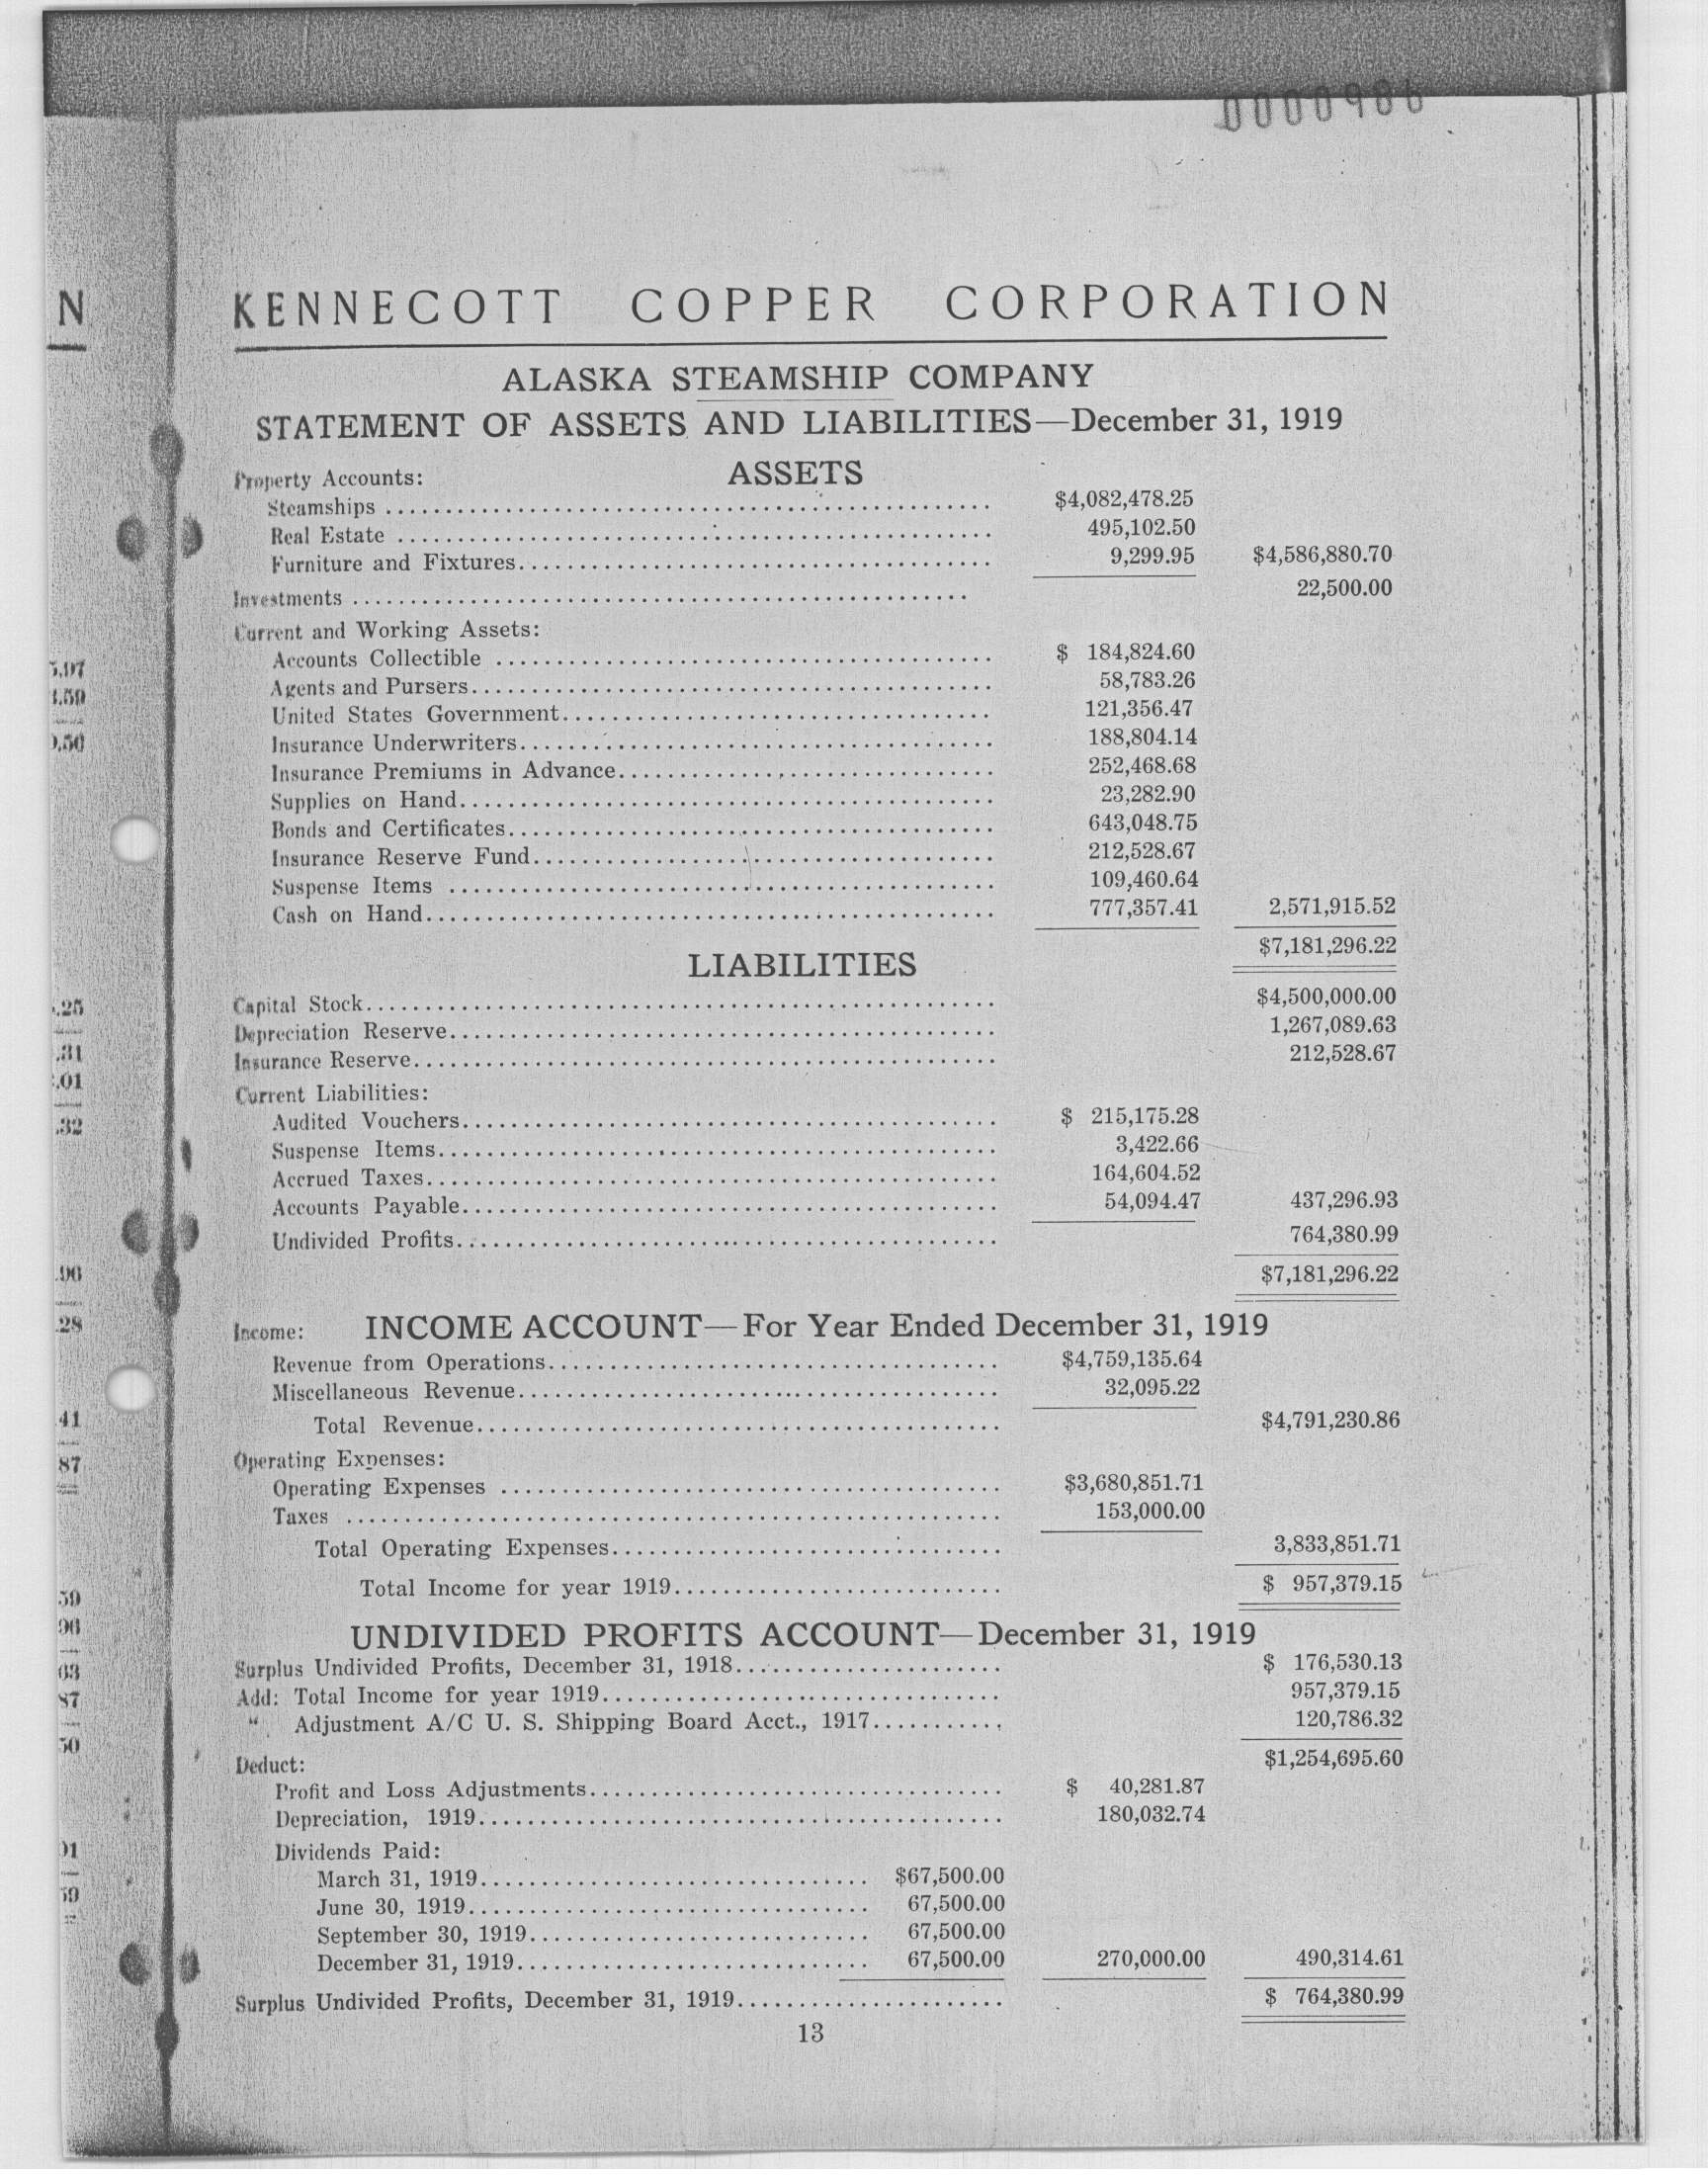 0000986
N
KENNECOTT COPPER CORPORATION
ALASKA STEAMSHIP COMPANY
STATEMENT OF ASSETS AND LIABILITIES—December 31, 1919
ASSETS
Property Accounts:
Steamships ........ $4,082,478.25
Real Estate ........ 495,102.50
Furniture and Fixtures........ 9,299.95 $4,586,880.70
Investments ........ 22,500.00
Current and Working Assets:
Accounts Collectible ........ $ 184,824.60
Agents and Pursers........ 58,783.26
United States Government........ 121,356.47
Insurance Underwriters........ 188,804.14
Insurance Premiums in Advance........ 252,468.68
Supplies on Hand........ 23,282.90
Bonds and Certificates........ 643,048.75
Insurance Reserve Fund........ 212,528.67
Suspense Items ........ 109,460.64
Cash on Hand........ 777,357.41 2,571,915.52
$7,181,296.22
LIABILITIES
Capital Stock........ $4,500,000.00
Depreciation Reserve........ 1,267,089.63
Insurance Reserve........ 212,528.67
Current Liabilities:
Audited Vouchers........ $ 215,175.28
Suspense Items........ 3,422.66
Accrued Taxes........ 164,604.52
Accounts Payable........ 54,094.47 437,296.93
Undivided Profits........ 764,380.99
$7,181,296.22
INCOME ACCOUNT—For Year Ended December 31, 1919
Income:
Revenue from Operations........ $4,759,135.64
Miscellaneous Revenue........ 32,095.22
Total Revenue........ $4,791,230.86
Operating Expenses:
Operating Expenses ........ $3,680,851.71
Taxes ........ 153,000.00
Total Operating Expenses........ 3,833,851.71
Total Income for year 1919........ $ 957,379.15
UNDIVIDED PROFITS ACCOUNT—December 31, 1919
Surplus Undivided Profits, December 31, 1918........ $ 176,530.13
Add: Total Income for year 1919........ 957,379.15
" Adjustment A/C U. S. Shipping Board Acct., 1917........ 120,786.32
$1,254,695.60
Deduct:
Profit and Loss Adjustments........ $ 40,281.87
Depreciation, 1919........ 180,032.74
Dividends Paid:
March 31, 1919........ $67,500.00
June 30, 1919........ 67,500.00
September 30, 1919........ 67,500.00
December 31, 1919........ 67,500.00 270,000.00 490,314.61
Surplus Undivided Profits, December 31, 1919........ $ 764,380.99
13